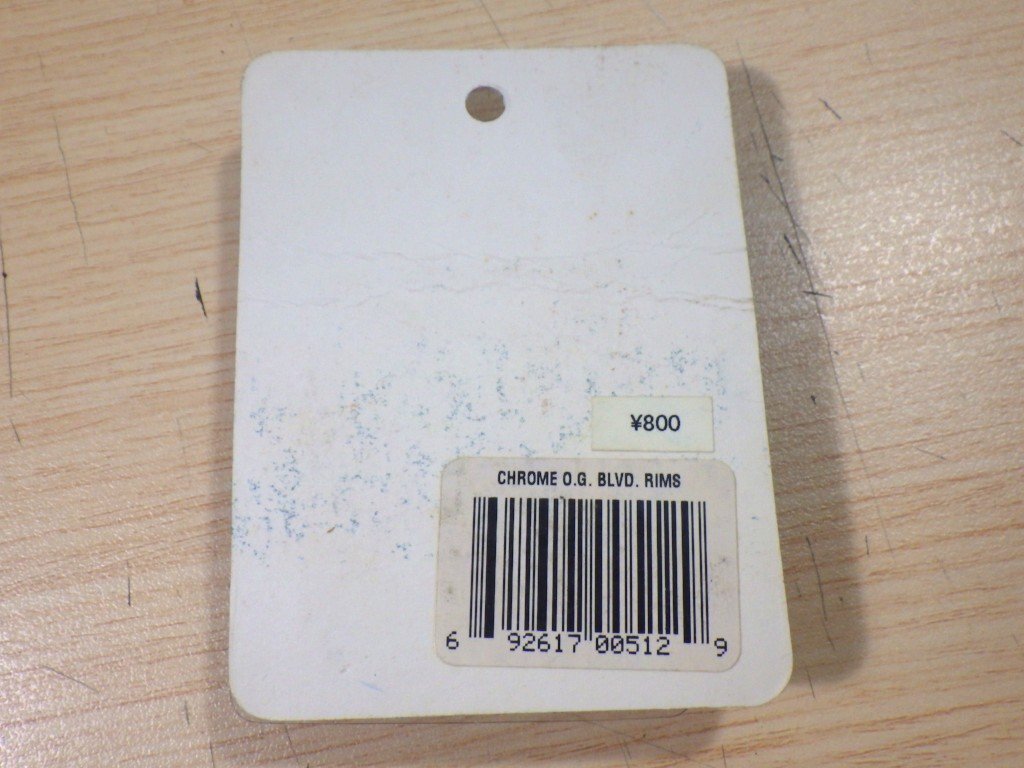 ¥800
CHROME O.G. BLVD. RIMS
6 92617 00512 9